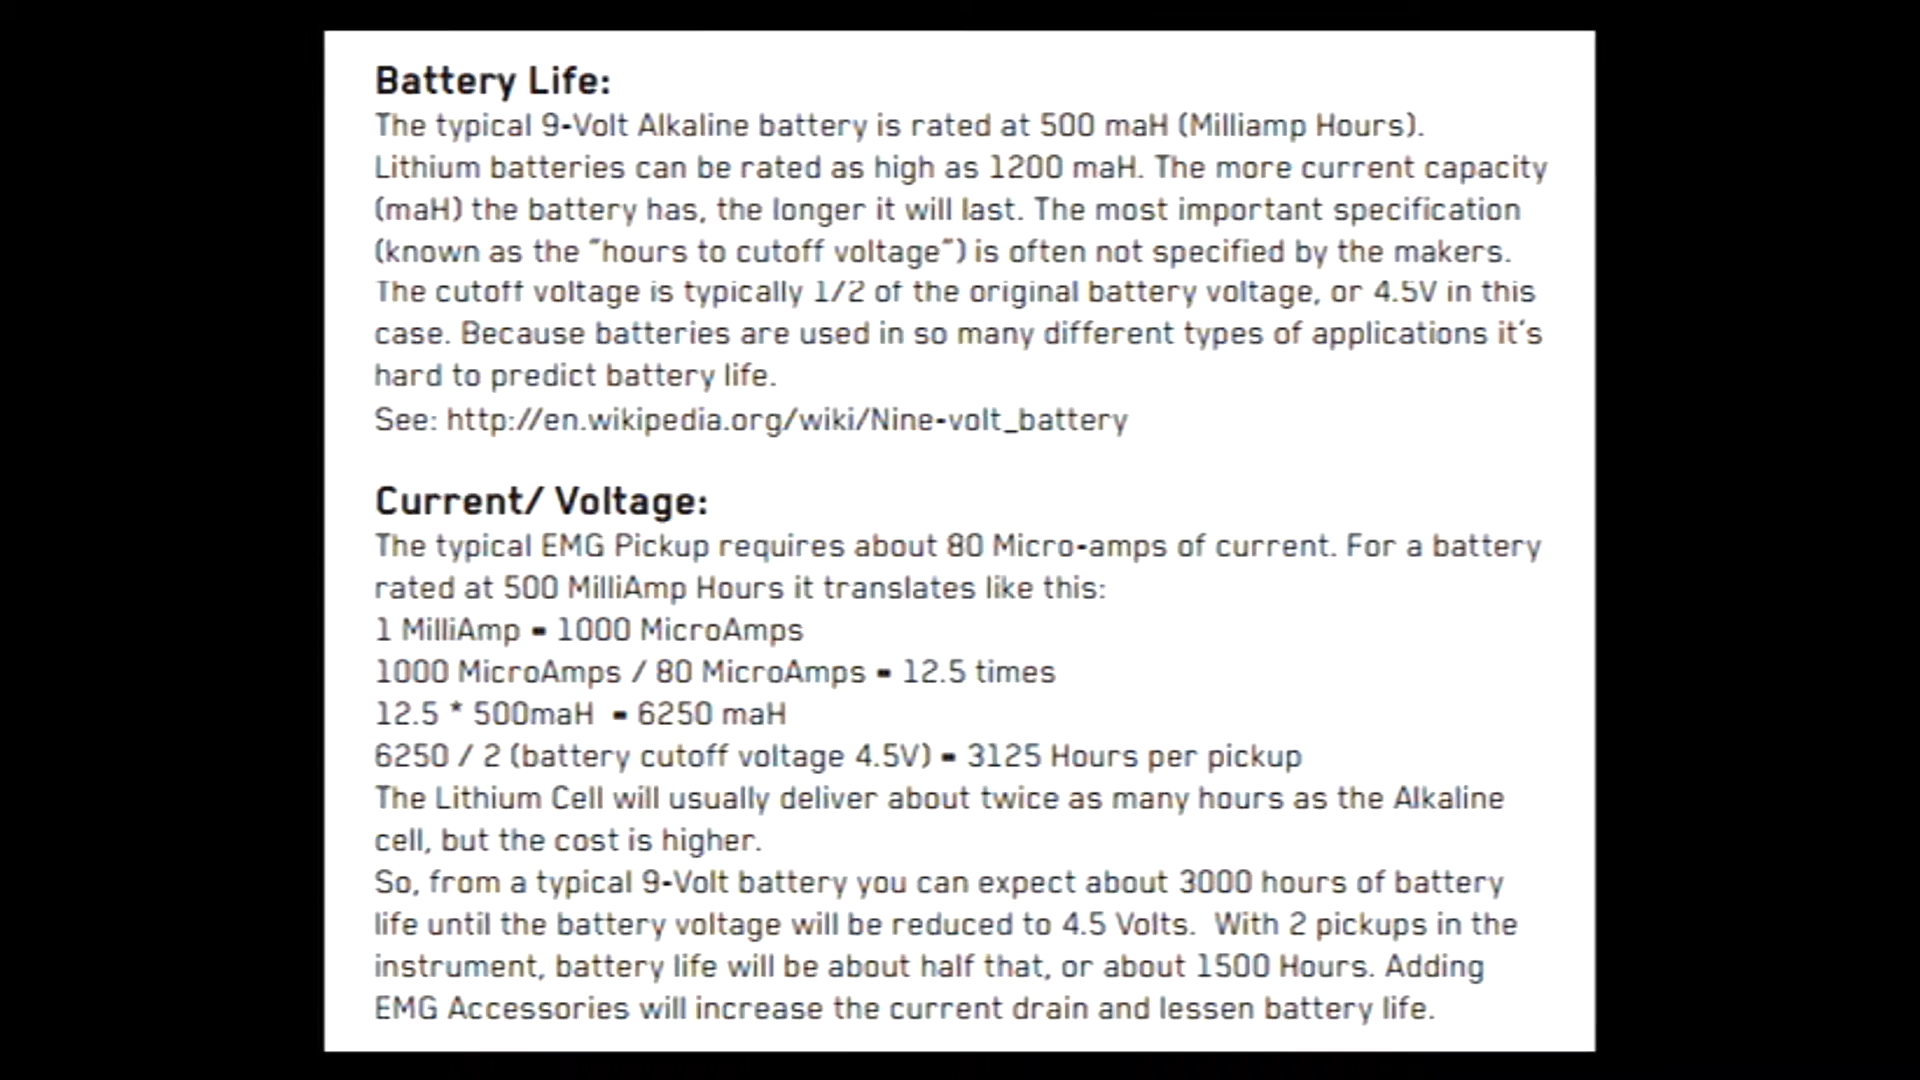 Battery Life:
The typical 9-Volt Alkaline battery is rated at 500 maH (Milliamp Hours).
Lithium batteries can be rated as high as 1200 maH. The more current capacity
(maH) the battery has, the longer it will last. The most important specification
(known as the "hours to cutoff voltage") is often not specified by the makers.
The cutoff voltage is typically 1/2 of the original battery voltage, or 4.5V in this
case. Because batteries are used in so many different types of applications it's
hard to predict battery life.
See: http://en.wikipedia.org/wiki/Nine-volt_battery
Current/ Voltage:
The typical EMG Pickup requires about 80 Micro-amps of current. For a battery
rated at 500 MilliAmp Hours it translates like this:
1 MilliAmp = 1000 MicroAmps
1000 MicroAmps / 80 MicroAmps = 12.5 times
12.5 * 500maH = 6250 maH
6250 / 2 (battery cutoff voltage 4.5V) = 3125 Hours per pickup
The Lithium Cell will usually deliver about twice as many hours as the Alkaline
cell, but the cost is higher.
So, from a typical 9-Volt battery you can expect about 3000 hours of battery
life until the battery voltage will be reduced to 4.5 Volts. With 2 pickups in the
instrument, battery life will be about half that, or about 1500 Hours. Adding
EMG Accessories will increase the current drain and lessen battery life.